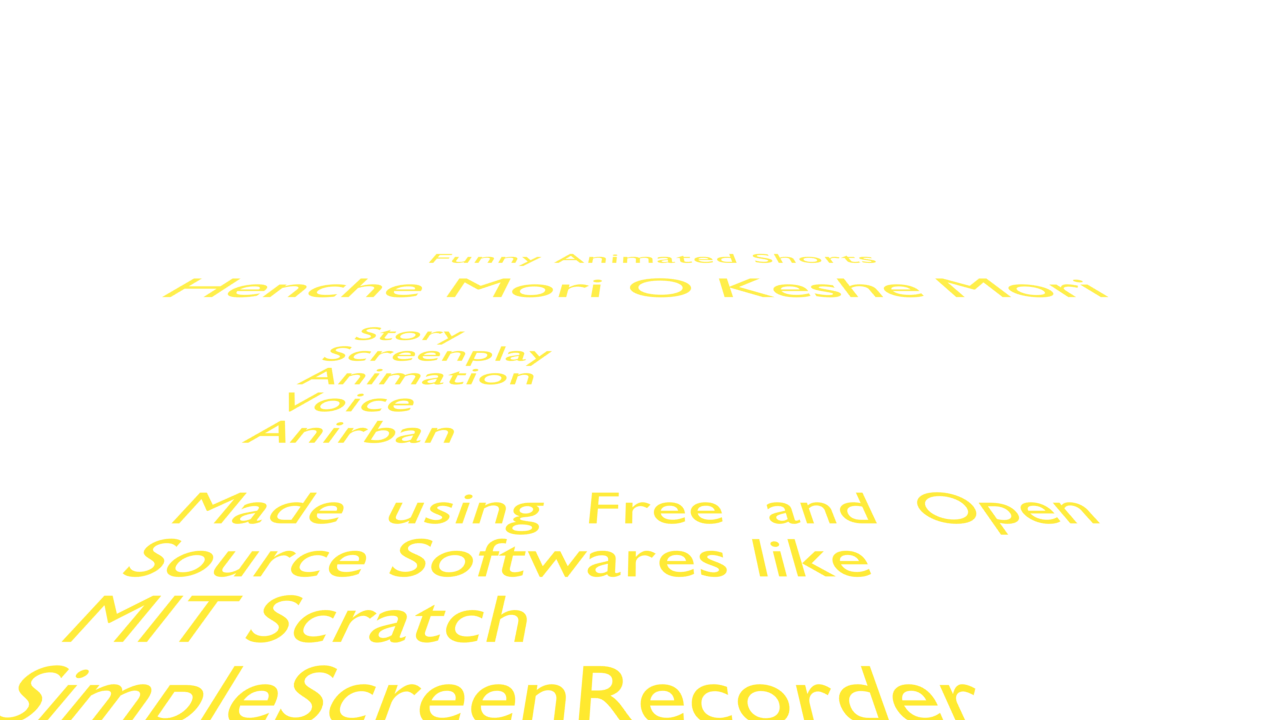 Funny Animated Shorts
Henche Mori O Keshe Mori
Story
Screenplay
Animation
Voice
Anirban
Made using Free and Open
Source Softwares like
MIT Scratch
SimpleScreenRecorder